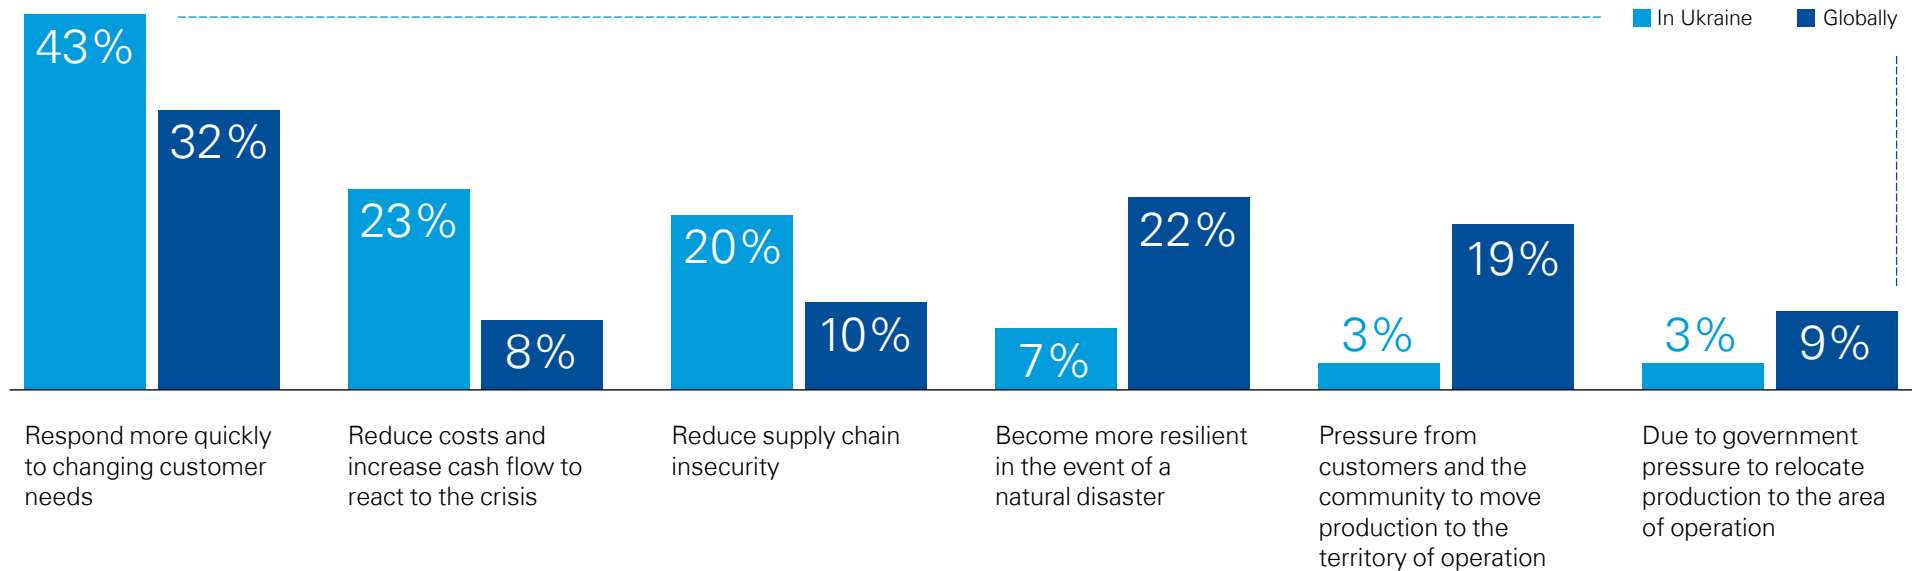 In Ukraine
Globally
43%
32%
23%
8%
20%
10%
7%
22%
3%
19%
3%
9%
Respond more quickly
to changing customer
needs
Reduce costs and
increase cash flow to
react to the crisis
Reduce supply chain
insecurity
Become more resilient
in the event of a
natural disaster
Pressure from
customers and the
community to move
production to the
territory of operation
Due to government
pressure to relocate
production to the area
of operation